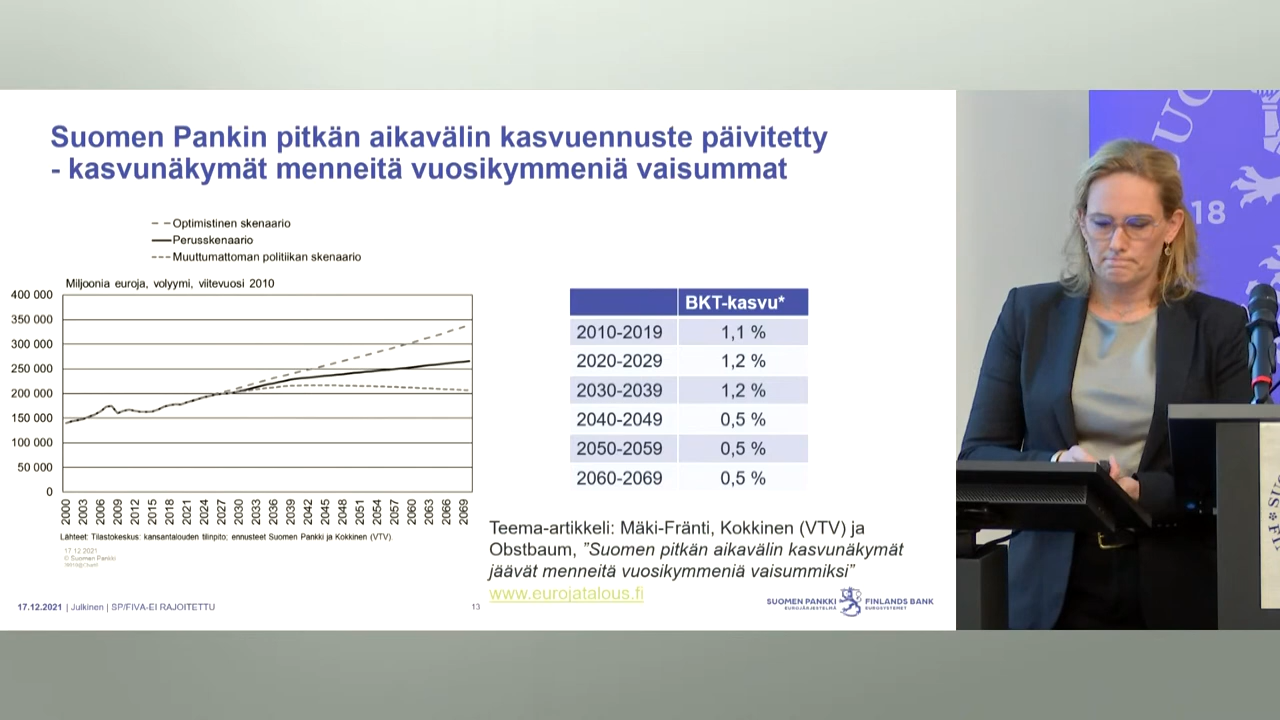 Suomen Pankin pitkän aikavälin kasvuennuste päivitetty
- kasvunäkymät menneitä vuosikymmeniä vaisummat
Optimistinen skenaario
Perusskenaario
Muuttumattoman politiikan skenaario
Miljoonia euroja, volyymi, viitevuosi 2010
400 000
350 000
300 000
250 000
200 000
150 000
100 000
50 000
0
2000 2003 2006 2009 2012 2015 2018 2021 2024 2027 2030 2033 2036 2039 2042 2045 2048 2051 2054 2057 2060 2063 2066 2069
Lähteet: Tilastokeskus: kansantalouden tilinpito; ennusteet Suomen Pankki ja Kokkinen (VTV).
17.12.2021
© Suomen Pankki
BKT-kasvu*
2010-2019 1,1 %
2020-2029 1,2 %
2030-2039 1,2 %
2040-2049 0,5 %
2050-2059 0,5 %
2060-2069 0,5 %
Teema-artikkeli: Mäki-Fränti, Kokkinen (VTV) ja
Obstbaum, ”Suomen pitkän aikavälin kasvunäkymät
jäävät menneitä vuosikymmeniä vaisummiksi”
www.eurojatalous.fi
17.12.2021 | Julkinen | SP/FIVA-EI RAJOITETTU
13
SUOMEN PANKKI
EUROJÄRJESTELMÄ
FINLANDS BANK
EUROSYSTEMET
SUO
18